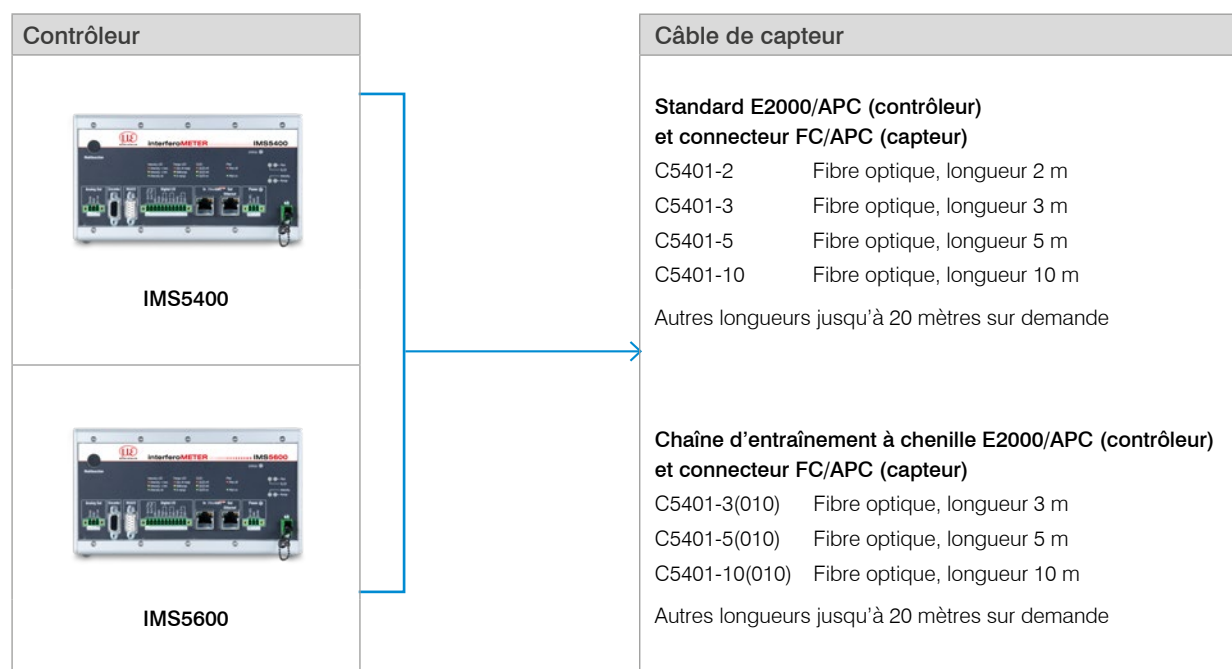 Contrôleur
interferoMETER IMS5400
IMS5400
interferoMETER IMS5600
IMS5600
Câble de capteur
Standard E2000/APC (contrôleur)
et connecteur FC/APC (capteur)
C5401-2 Fibre optique, longueur 2 m
C5401-3 Fibre optique, longueur 3 m
C5401-5 Fibre optique, longueur 5 m
C5401-10 Fibre optique, longueur 10 m
Autres longueurs jusqu’à 20 mètres sur demande
Chaîne d’entraînement à chenille E2000/APC (contrôleur)
et connecteur FC/APC (capteur)
C5401-3(010) Fibre optique, longueur 3 m
C5401-5(010) Fibre optique, longueur 5 m
C5401-10(010) Fibre optique, longueur 10 m
Autres longueurs jusqu’à 20 mètres sur demande